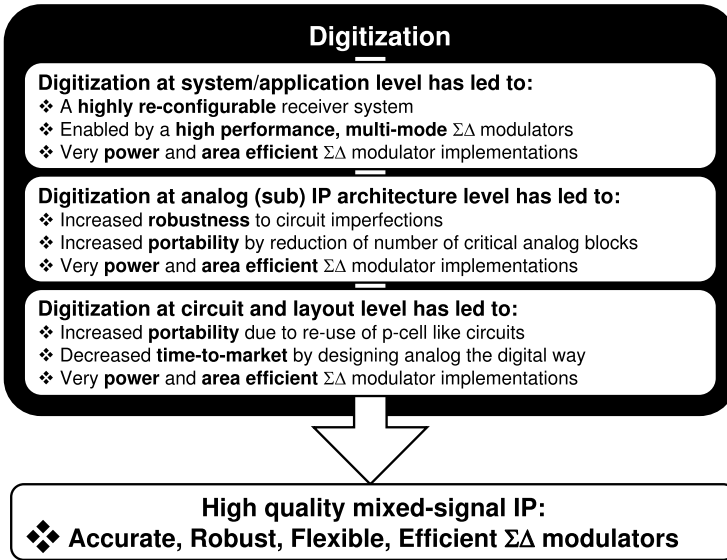 Digitization
Digitization at system/application level has led to:
❖ A highly re-configurable receiver system
❖ Enabled by a high performance, multi-mode ΣΔ modulators
❖ Very power and area efficient ΣΔ modulator implementations
Digitization at analog (sub) IP architecture level has led to:
❖ Increased robustness to circuit imperfections
❖ Increased portability by reduction of number of critical analog blocks
❖ Very power and area efficient ΣΔ modulator implementations
Digitization at circuit and layout level has led to:
❖ Increased portability due to re-use of p-cell like circuits
❖ Decreased time-to-market by designing analog the digital way
❖ Very power and area efficient ΣΔ modulator implementations
High quality mixed-signal IP:
❖ Accurate, Robust, Flexible, Efficient ΣΔ modulators